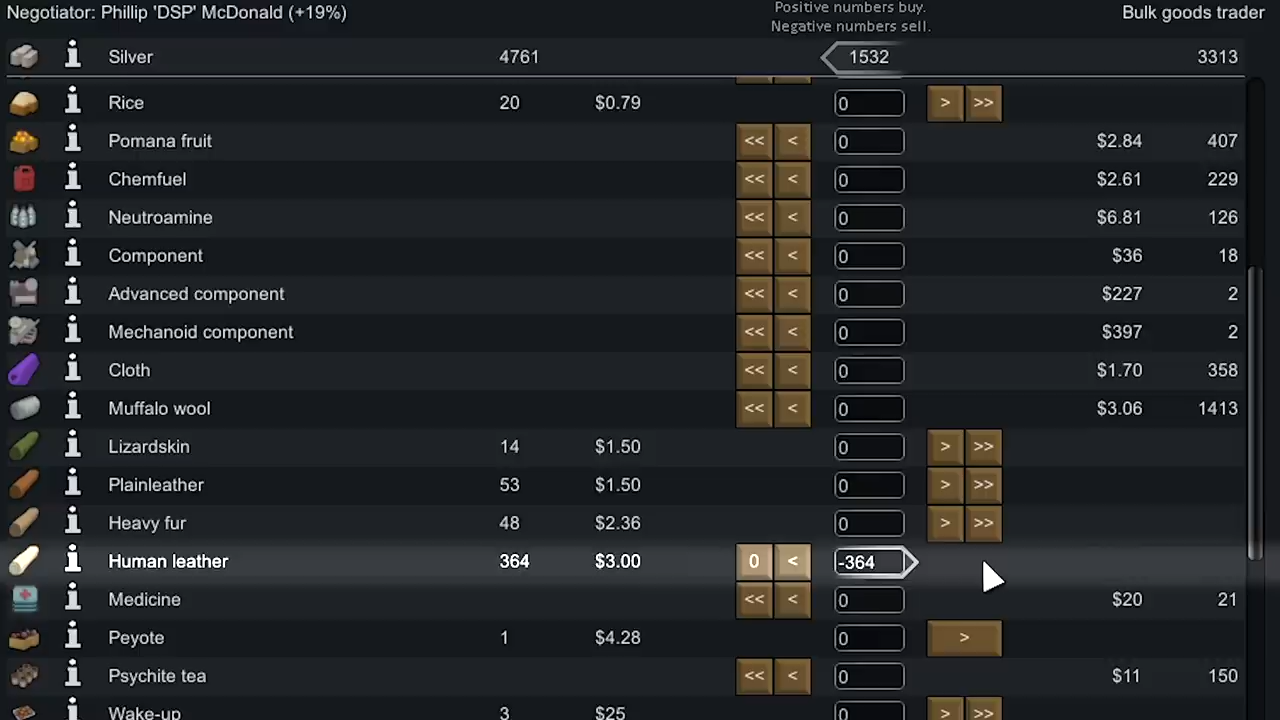 Negotiator: Phillip 'DSP' McDonald (+19%)
Positive numbers buy.
Negative numbers sell.
Bulk goods trader
Silver 4761 1532 3313
Rice 20 $0.79 0 > >>
Pomana fruit << < 0 $2.84 407
Chemfuel << < 0 $2.61 229
Neutroamine << < 0 $6.81 126
Component << < 0 $36 18
Advanced component << < 0 $227 2
Mechanoid component << < 0 $397 2
Cloth << < 0 $1.70 358
Muffalo wool << < 0 $3.06 1413
Lizardskin 14 $1.50 0 > >>
Plainleather 53 $1.50 0 > >>
Heavy fur 48 $2.36 0 > >>
Human leather 364 $3.00 0 < -364
Medicine << < 0 $20 21
Peyote 1 $4.28 0 >
Psychite tea << < 0 $11 150
Wake-up 3 $25 0 > >>